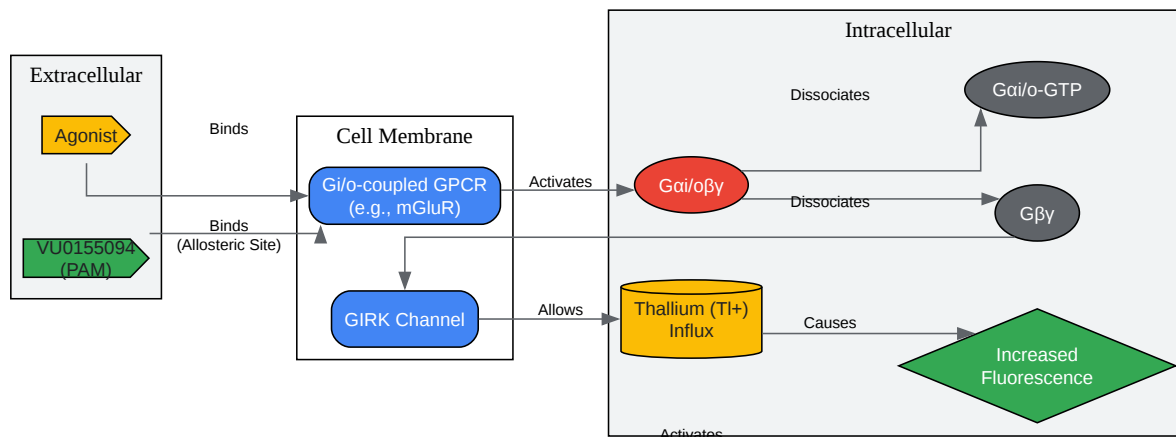 Extracellular
Agonist
VU0155094
(PAM)
Binds
Binds
(Allosteric Site)
Cell Membrane
Gi/o-coupled GPCR
(e.g., mGluR)
GIRK Channel
Activates
Allows
Intracellular
Gαi/oβγ
Dissociates
Gαi/o-GTP
Dissociates
Gβγ
Thallium (Tl+)
Influx
Causes
Increased
Fluorescence
Activates